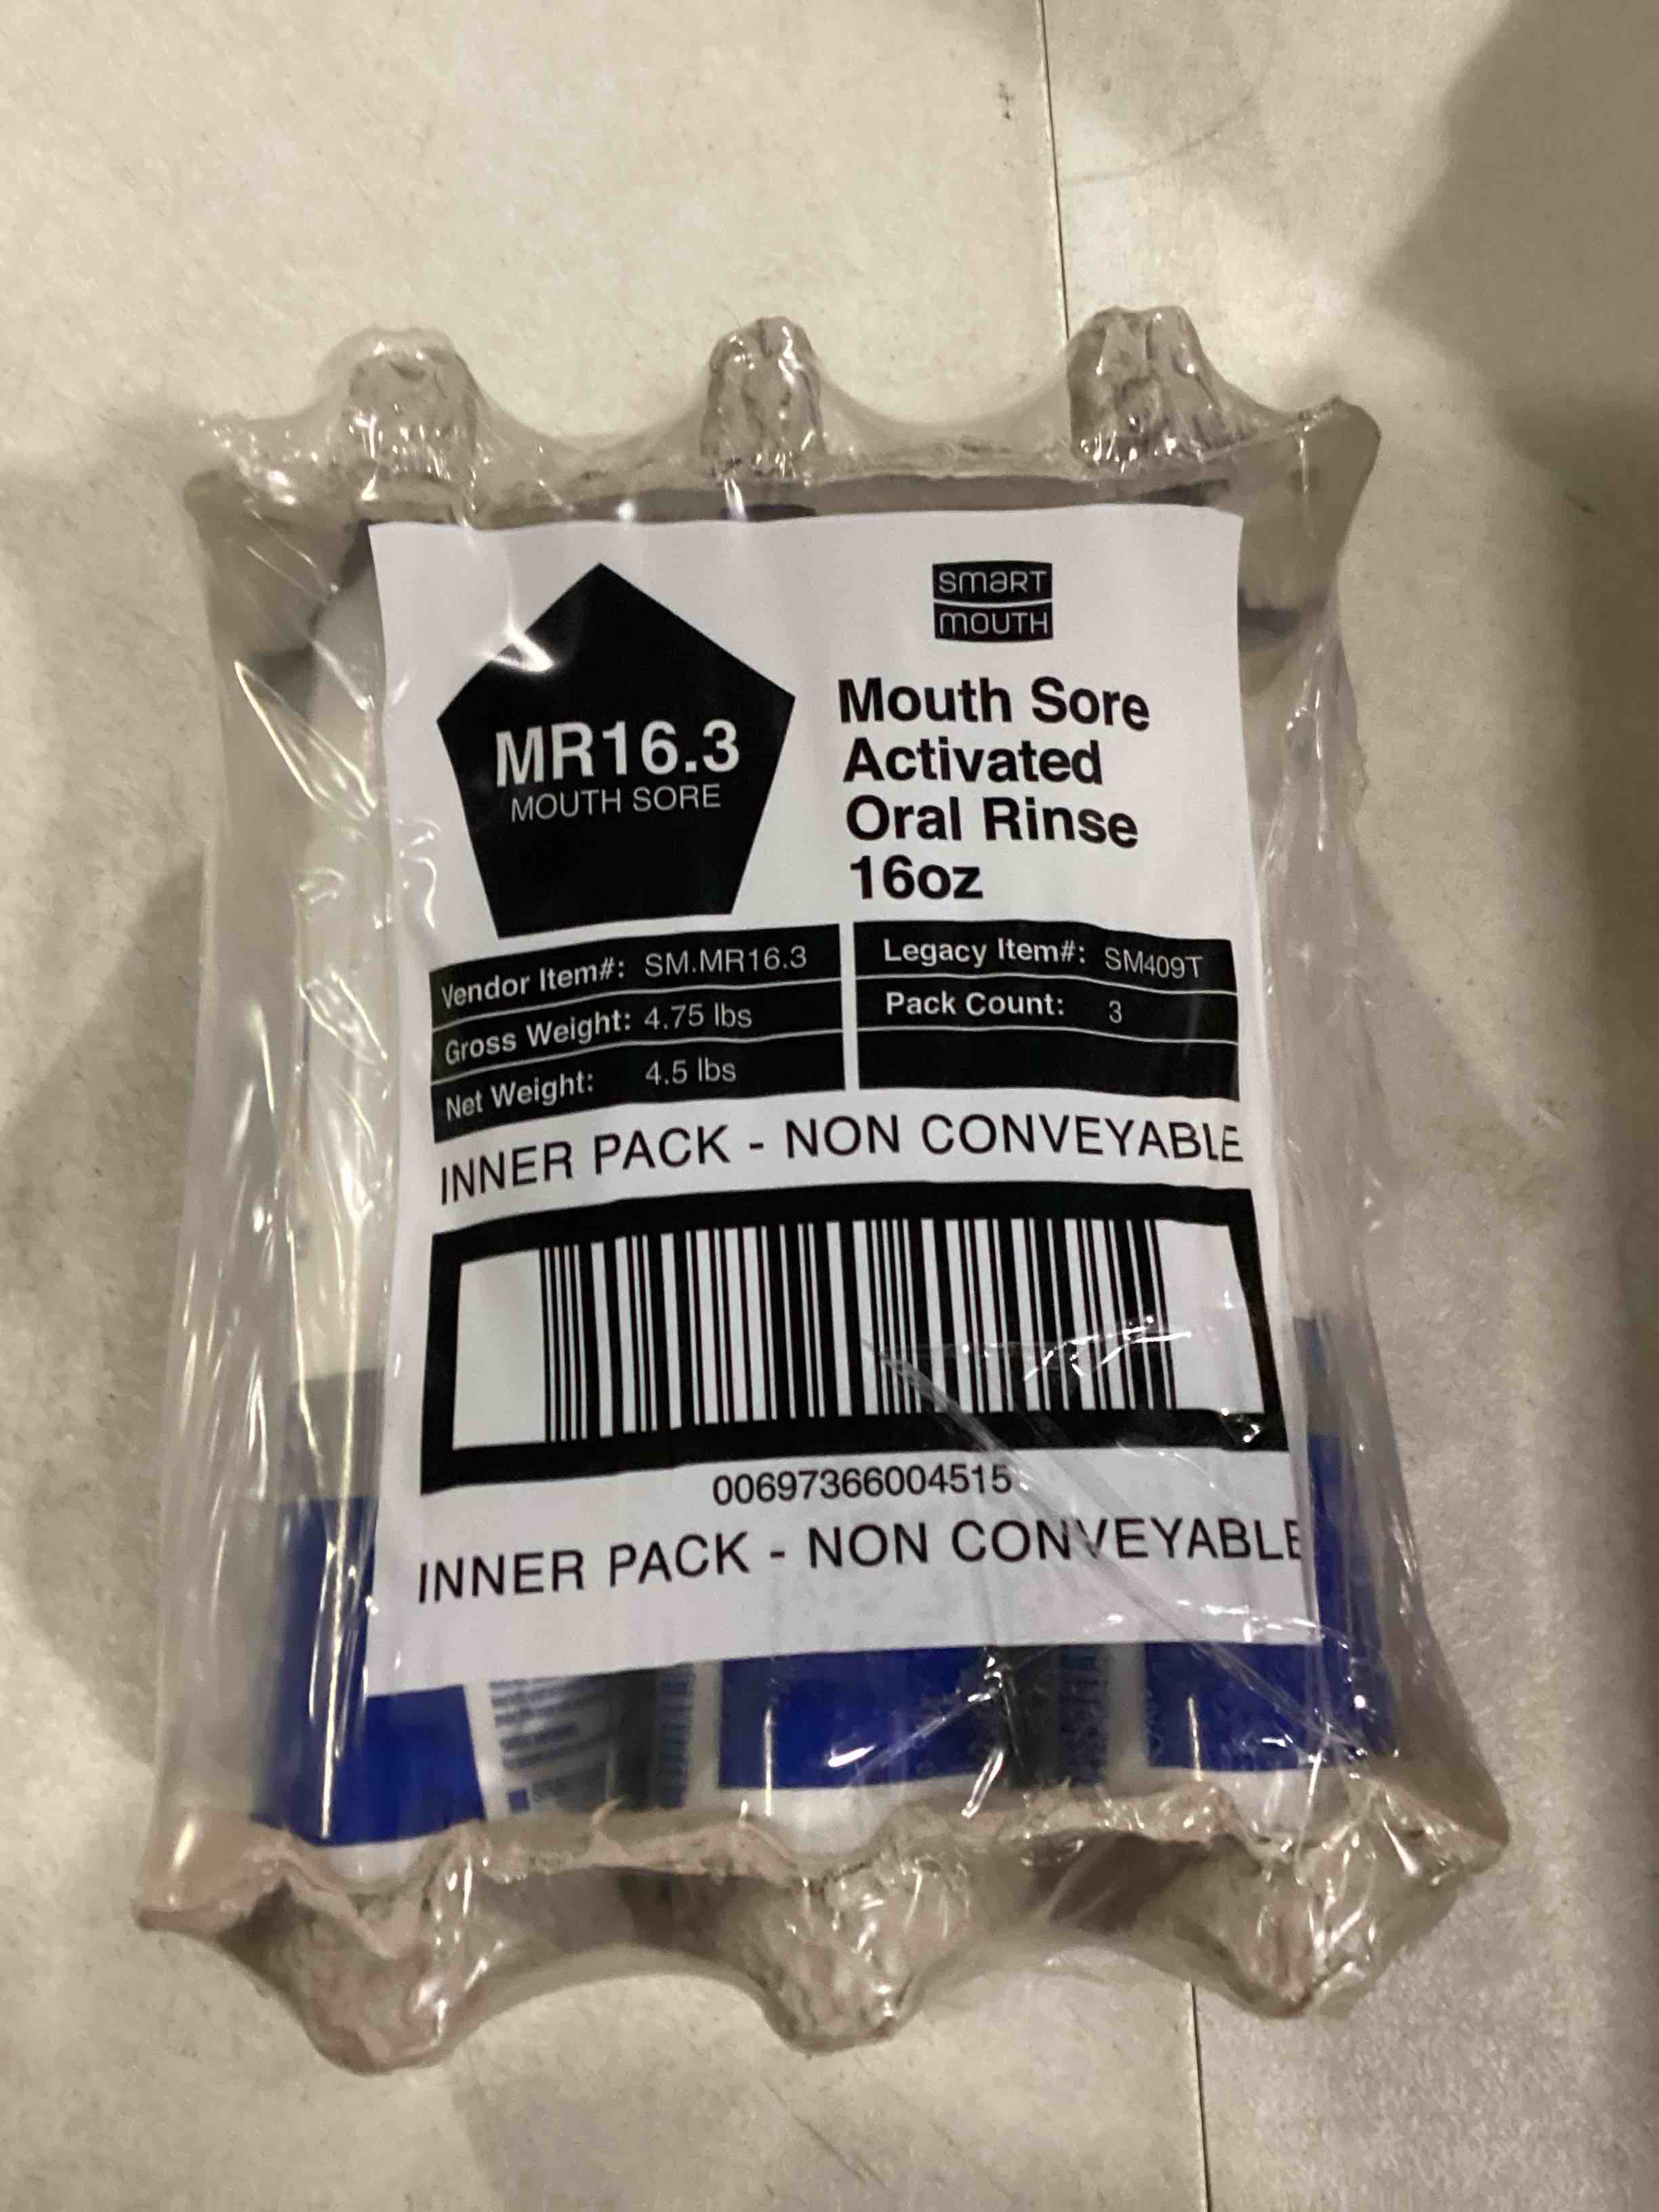 smart
mouth
MR16.3
MOUTH SORE
Mouth Sore
Activated
Oral Rinse
16oz
Vendor Item#: SM.MR16.3
Gross Weight: 4.75 lbs
Net Weight: 4.5 lbs
Legacy Item#: SM409T
Pack Count: 3
INNER PACK - NON CONVEYABLE
00697366004515
INNER PACK - NON CONVEYABLE